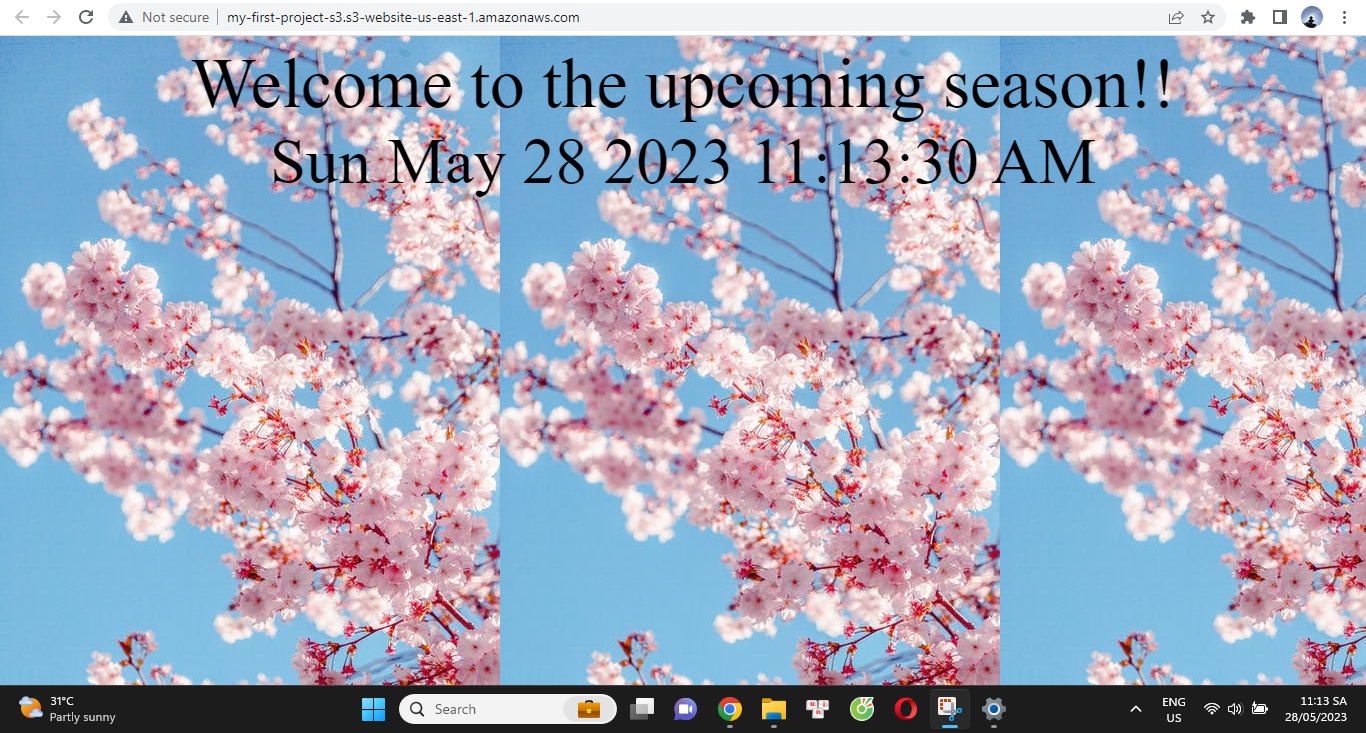 Not secure my-first-project-s3.s3-website-us-east-1.amazonaws.com
Welcome to the upcoming season!!
Sun May 28 2023 11:13:30 AM
31°C
Partly sunny
Search
ENG
US
11:13 SA
28/05/2023